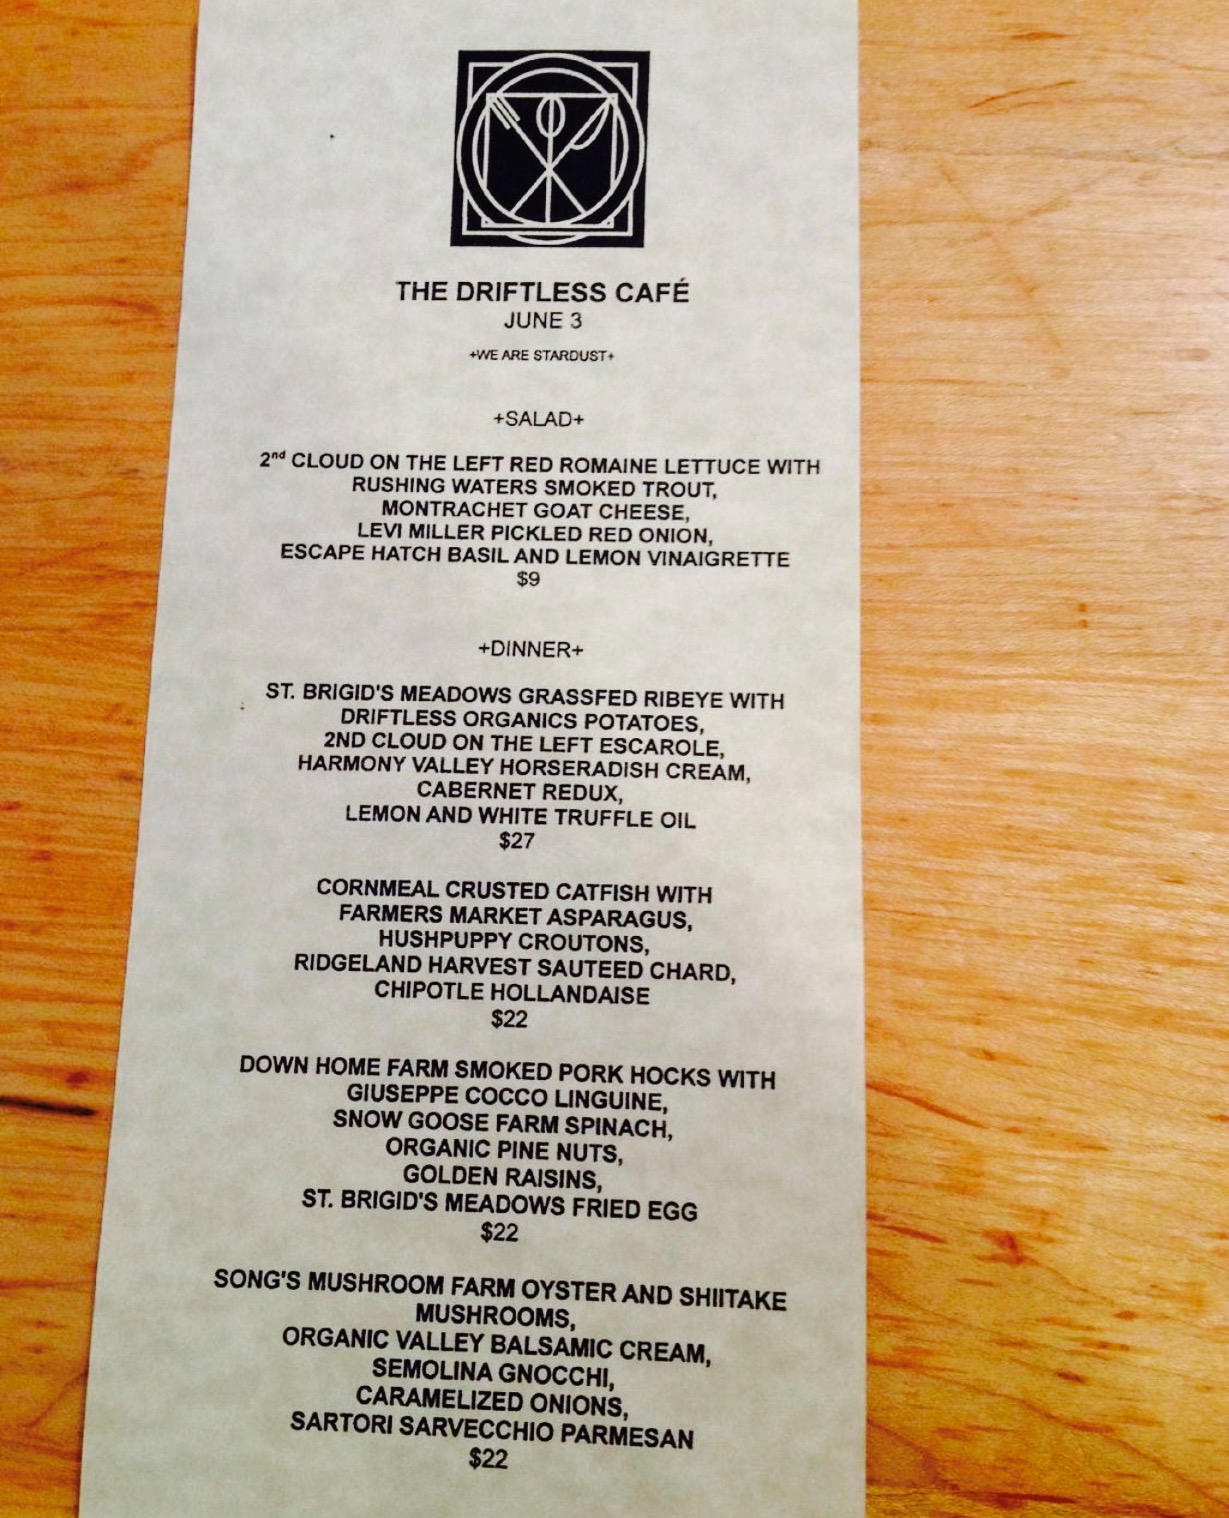 THE DRIFTLESS CAFÉ
JUNE 3
+WE ARE STARDUST+
+SALAD+
2nd CLOUD ON THE LEFT RED ROMAINE LETTUCE WITH
RUSHING WATERS SMOKED TROUT,
MONTRACHET GOAT CHEESE,
LEVI MILLER PICKLED RED ONION,
ESCAPE HATCH BASIL AND LEMON VINAIGRETTE
$9
+DINNER+
ST. BRIGID'S MEADOWS GRASSFED RIBEYE WITH
DRIFTLESS ORGANICS POTATOES,
2ND CLOUD ON THE LEFT ESCAROLE,
HARMONY VALLEY HORSERADISH CREAM,
CABERNET REDUX,
LEMON AND WHITE TRUFFLE OIL
$27
CORNMEAL CRUSTED CATFISH WITH
FARMERS MARKET ASPARAGUS,
HUSHPUPPY CROUTONS,
RIDGELAND HARVEST SAUTEED CHARD,
CHIPOTLE HOLLANDAISE
$22
DOWN HOME FARM SMOKED PORK HOCKS WITH
GIUSEPPE COCCO LINGUINE,
SNOW GOOSE FARM SPINACH,
ORGANIC PINE NUTS,
GOLDEN RAISINS,
ST. BRIGID'S MEADOWS FRIED EGG
$22
SONG'S MUSHROOM FARM OYSTER AND SHIITAKE
MUSHROOMS,
ORGANIC VALLEY BALSAMIC CREAM,
SEMOLINA GNOCCHI,
CARAMELIZED ONIONS,
SARTORI SARVECCHIO PARMESAN
$22